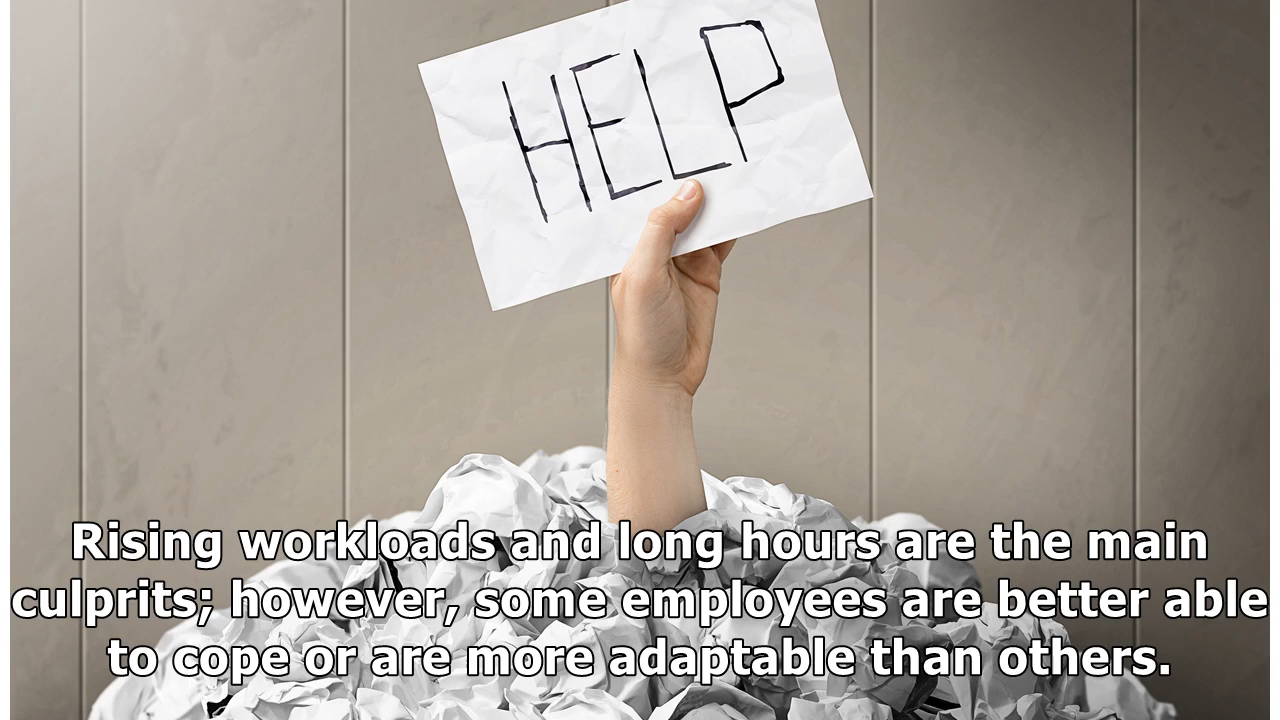 HELP
Rising workloads and long hours are the main
culprits; however, some employees are better able
to cope or are more adaptable than others.